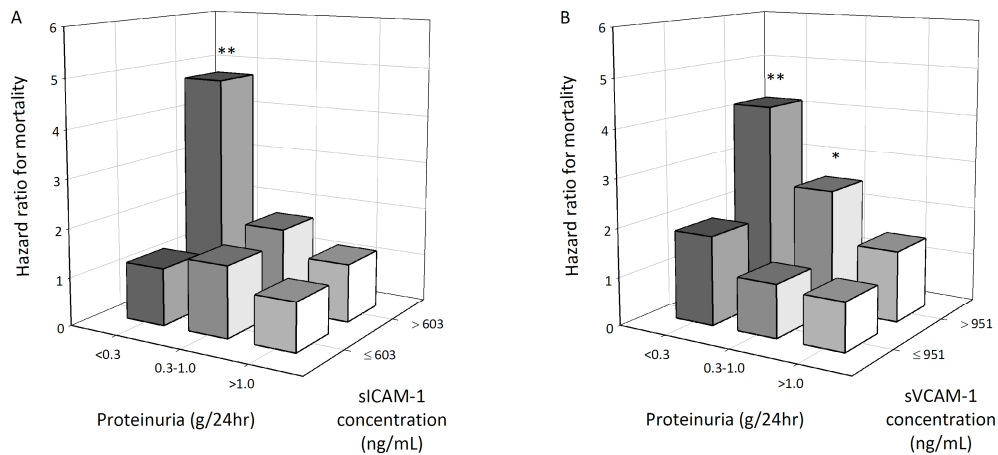 A
Hazard ratio for mortality
6
5
4
3
2
1
0
**
<0.3
0.3-1.0
>1.0
≤ 603
> 603
Proteinuria (g/24hr)
sICAM-1
concentration
(ng/mL)
B
Hazard ratio for mortality
6
5
4
3
2
1
0
**
*
<0.3
0.3-1.0
>1.0
≤ 951
> 951
Proteinuria (g/24hr)
sVCAM-1
concentration
(ng/mL)